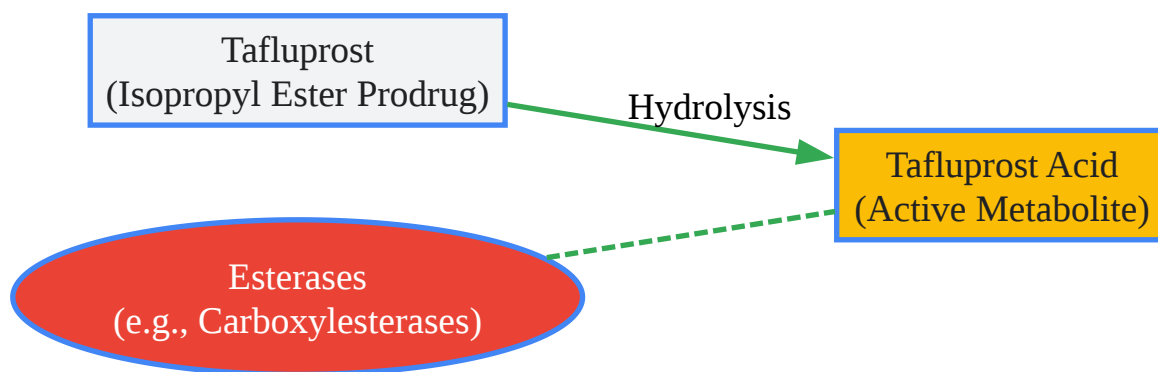 Tafluprost
(Isopropyl Ester Prodrug)
Hydrolysis
Tafluprost Acid
(Active Metabolite)
Esterases
(e.g., Carboxylesterases)